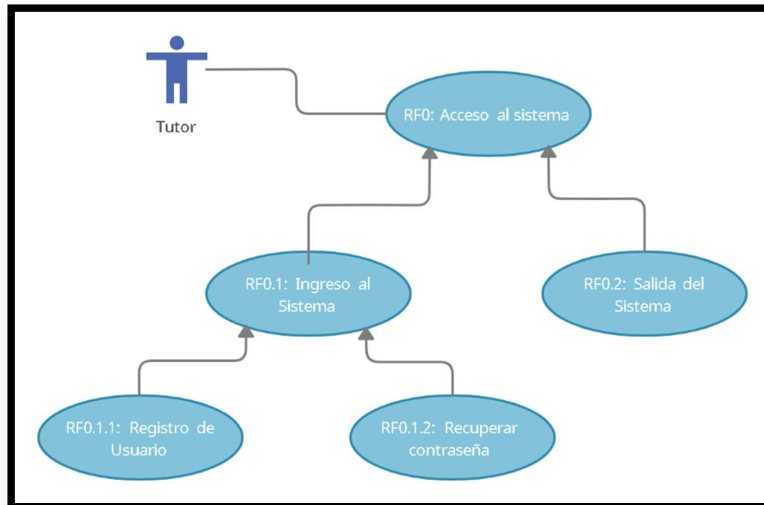 Tutor
RF0: Acceso al sistema
RF0.1: Ingreso al
Sistema
RF0.2: Salida del
Sistema
RF0.1.1: Registro de
Usuario
RF0.1.2: Recuperar
contraseña